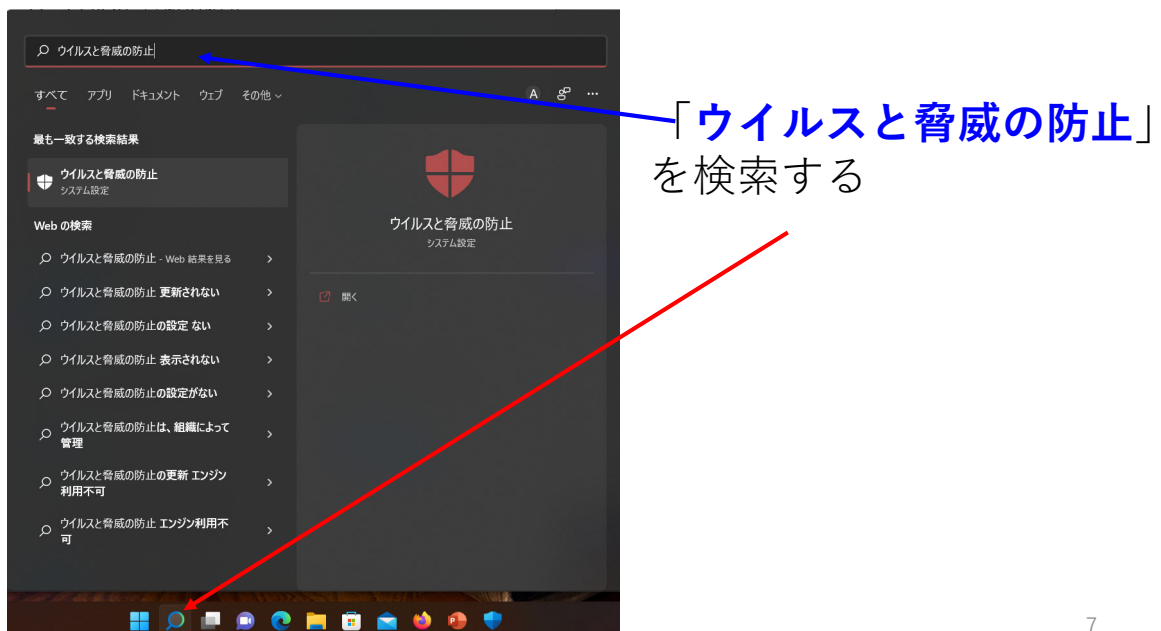 ウイルスと脅威の防止
すべて アプリ ドキュメント ウェブ その他
A
最も一致する検索結果
ウイルスと脅威の防止
システム設定
Web の検索
ウイルスと脅威の防止 - Web 結果を見る
ウイルスと脅威の防止 更新されない
ウイルスと脅威の防止の設定 ない
ウイルスと脅威の防止 表示されない
ウイルスと脅威の防止の設定がない
ウイルスと脅威の防止は、組織によって
管理
ウイルスと脅威の防止の更新 エンジン
利用不可
ウイルスと脅威の防止 エンジン利用不
可
ウイルスと脅威の防止
システム設定
開く
「ウイルスと脅威の防止」
を検索する
7